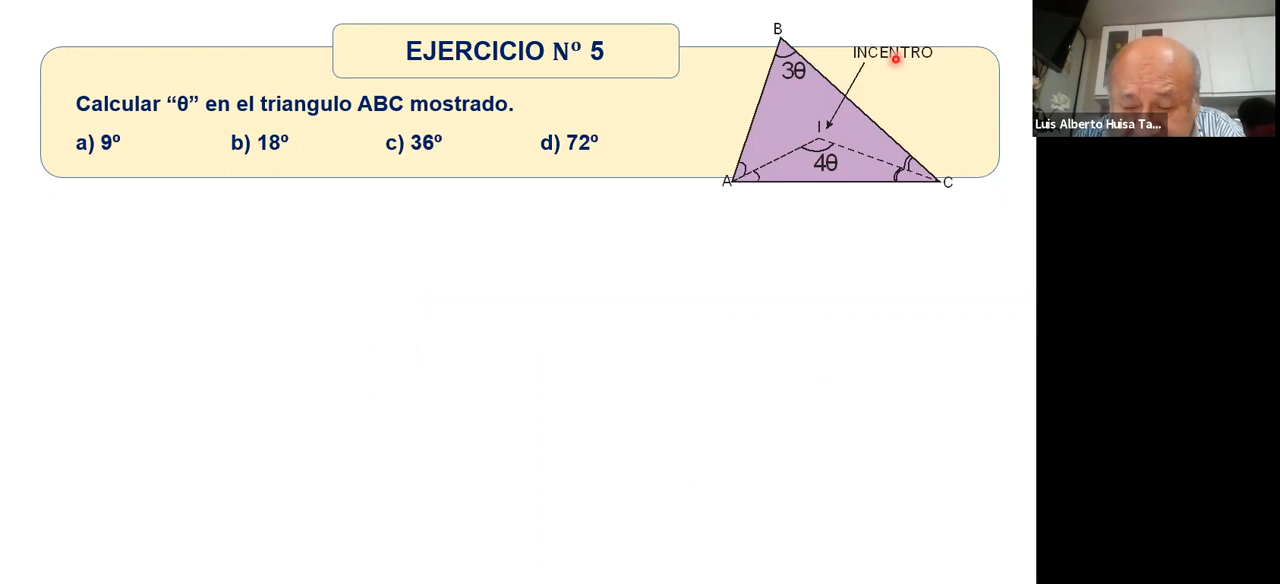 EJERCICIO Nº 5
Calcular “θ” en el triangulo ABC mostrado.
a) 9º b) 18º c) 36º d) 72º
B
INCENTRO
3θ
I
4θ
A
C
Luis Alberto Huisa Ta...